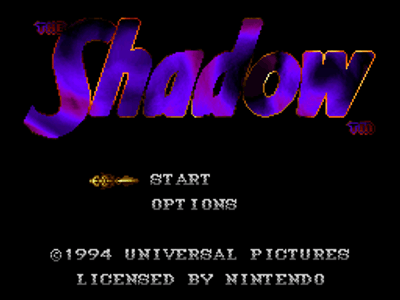 THE
Shadow
TM
START
OPTIONS
©1994 UNIVERSAL PICTURES
LICENSED BY NINTENDO